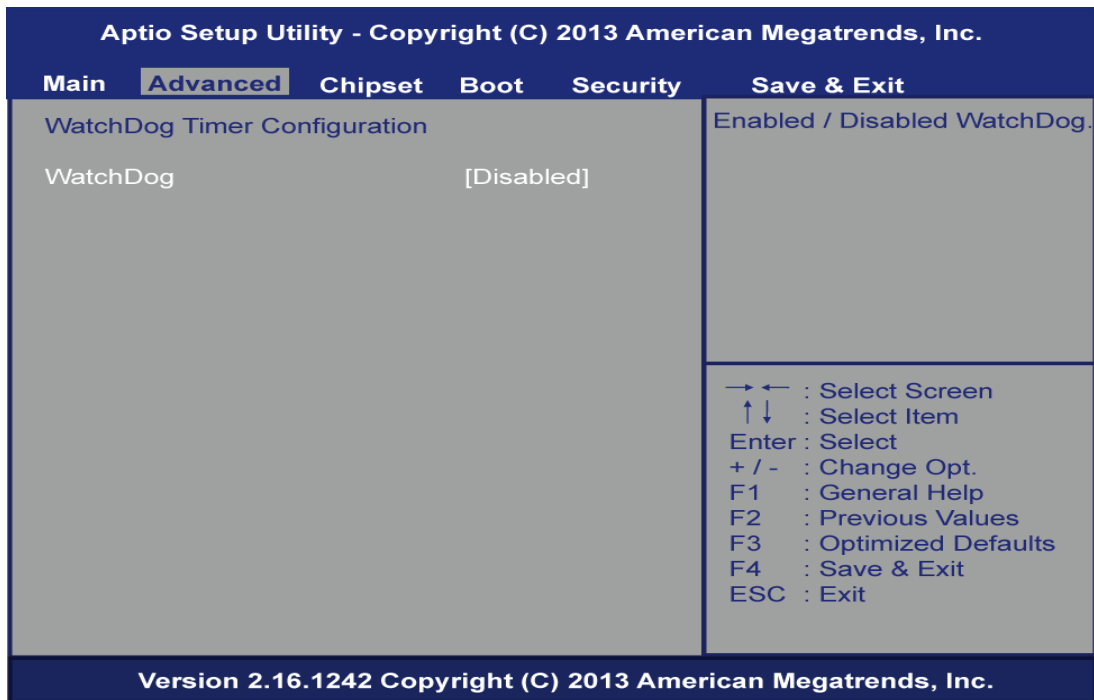 Aptio Setup Utility - Copyright (C) 2013 American Megatrends, Inc.
Main Advanced Chipset Boot Security Save & Exit
WatchDog Timer Configuration
WatchDog [Disabled]
Enabled / Disabled WatchDog.
→ ← : Select Screen
↑ ↓ : Select Item
Enter : Select
+ / - : Change Opt.
F1 : General Help
F2 : Previous Values
F3 : Optimized Defaults
F4 : Save & Exit
ESC : Exit
Version 2.16.1242 Copyright (C) 2013 American Megatrends, Inc.